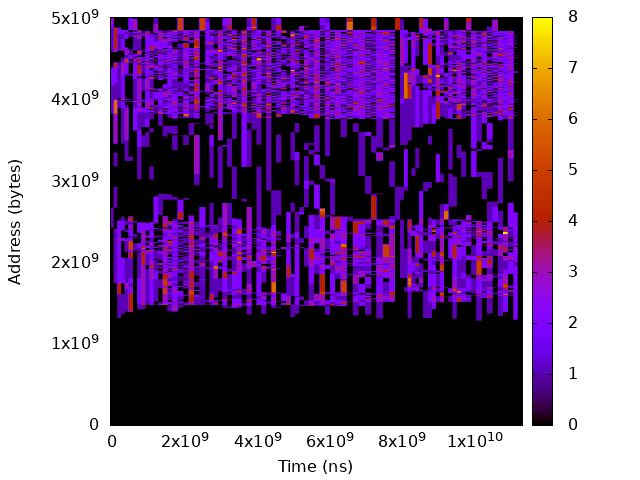 5x10⁹
4x10⁹
3x10⁹
2x10⁹
1x10⁹
0
Address (bytes)
0
2x10⁹
4x10⁹
6x10⁹
8x10⁹
1x10¹⁰
Time (ns)
8
7
6
5
4
3
2
1
0